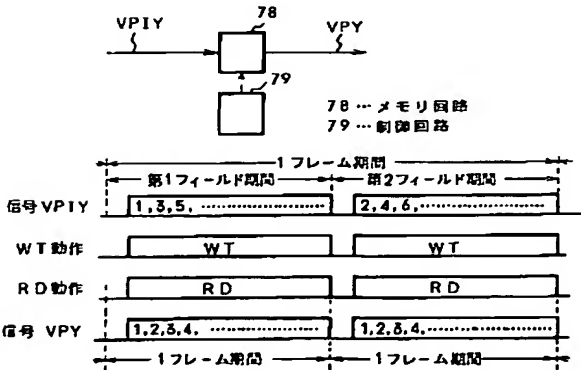 78
VPIY
VPY
79
78…メモリ回路
79…制御回路
1フレーム期間
第1フィールド期間 第2フィールド期間
信号VPIY 1,3,5, 2,4,6,
WT動作 WT WT
RD動作 RD RD
信号 VPY 1,2,3,4, 1,2,3,4,
1フレーム期間 1フレーム期間